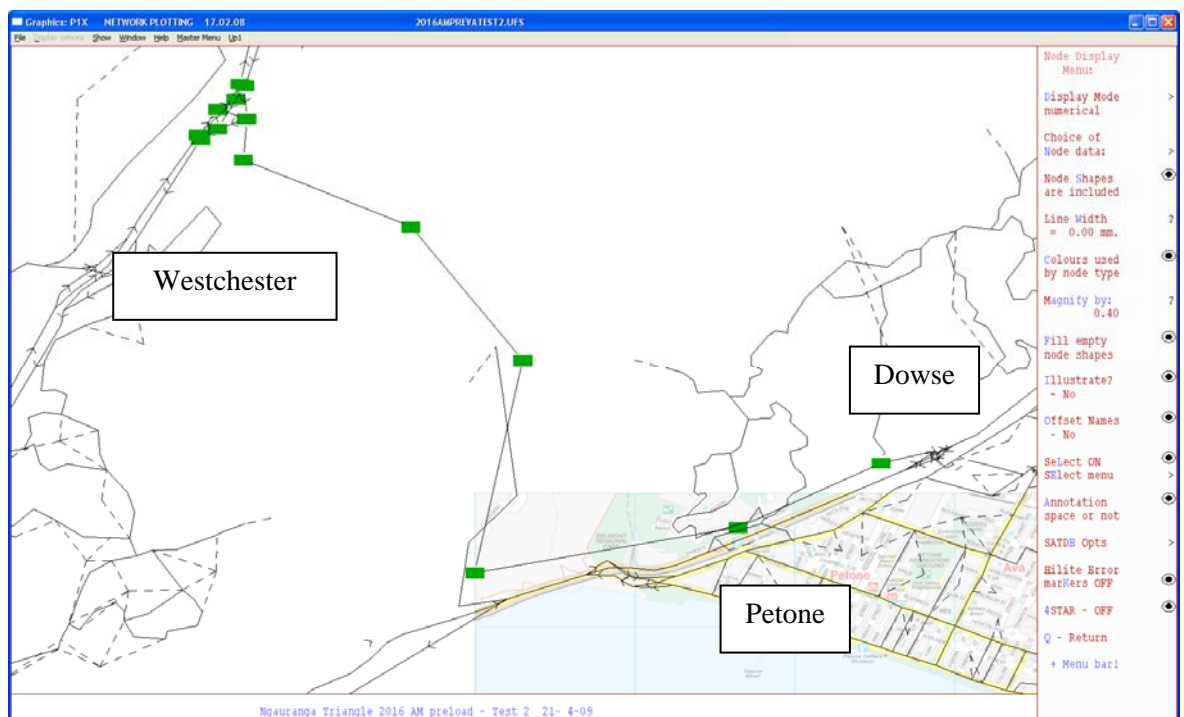 Graphics: P1X NETWORK PLOTTING 17.02.08 2016AMPREVATEST2.UFS
File Display options Show Window Help Master Menu Up1
Node Display
Menu:
Display Mode >
numerical
Choice of
Node data: >
Node Shapes
are included
Line Width ?
= 0.00 mm.
Colours used
by node type
Magnify by: ?
0.40
Fill empty
node shapes
Illustrate?
- No
Offset Names
- No
SeLect ON
SElect menu >
Annotation
space or not
SATDB Opts >
Hilite Error
marKers OFF
4STAR - OFF
Q - Return
+ Menu bar!
Westchester
Dowse
Petone
Petone
Ava
Ngauranga Triangle 2016 AM preload - Test 2 21- 4-09